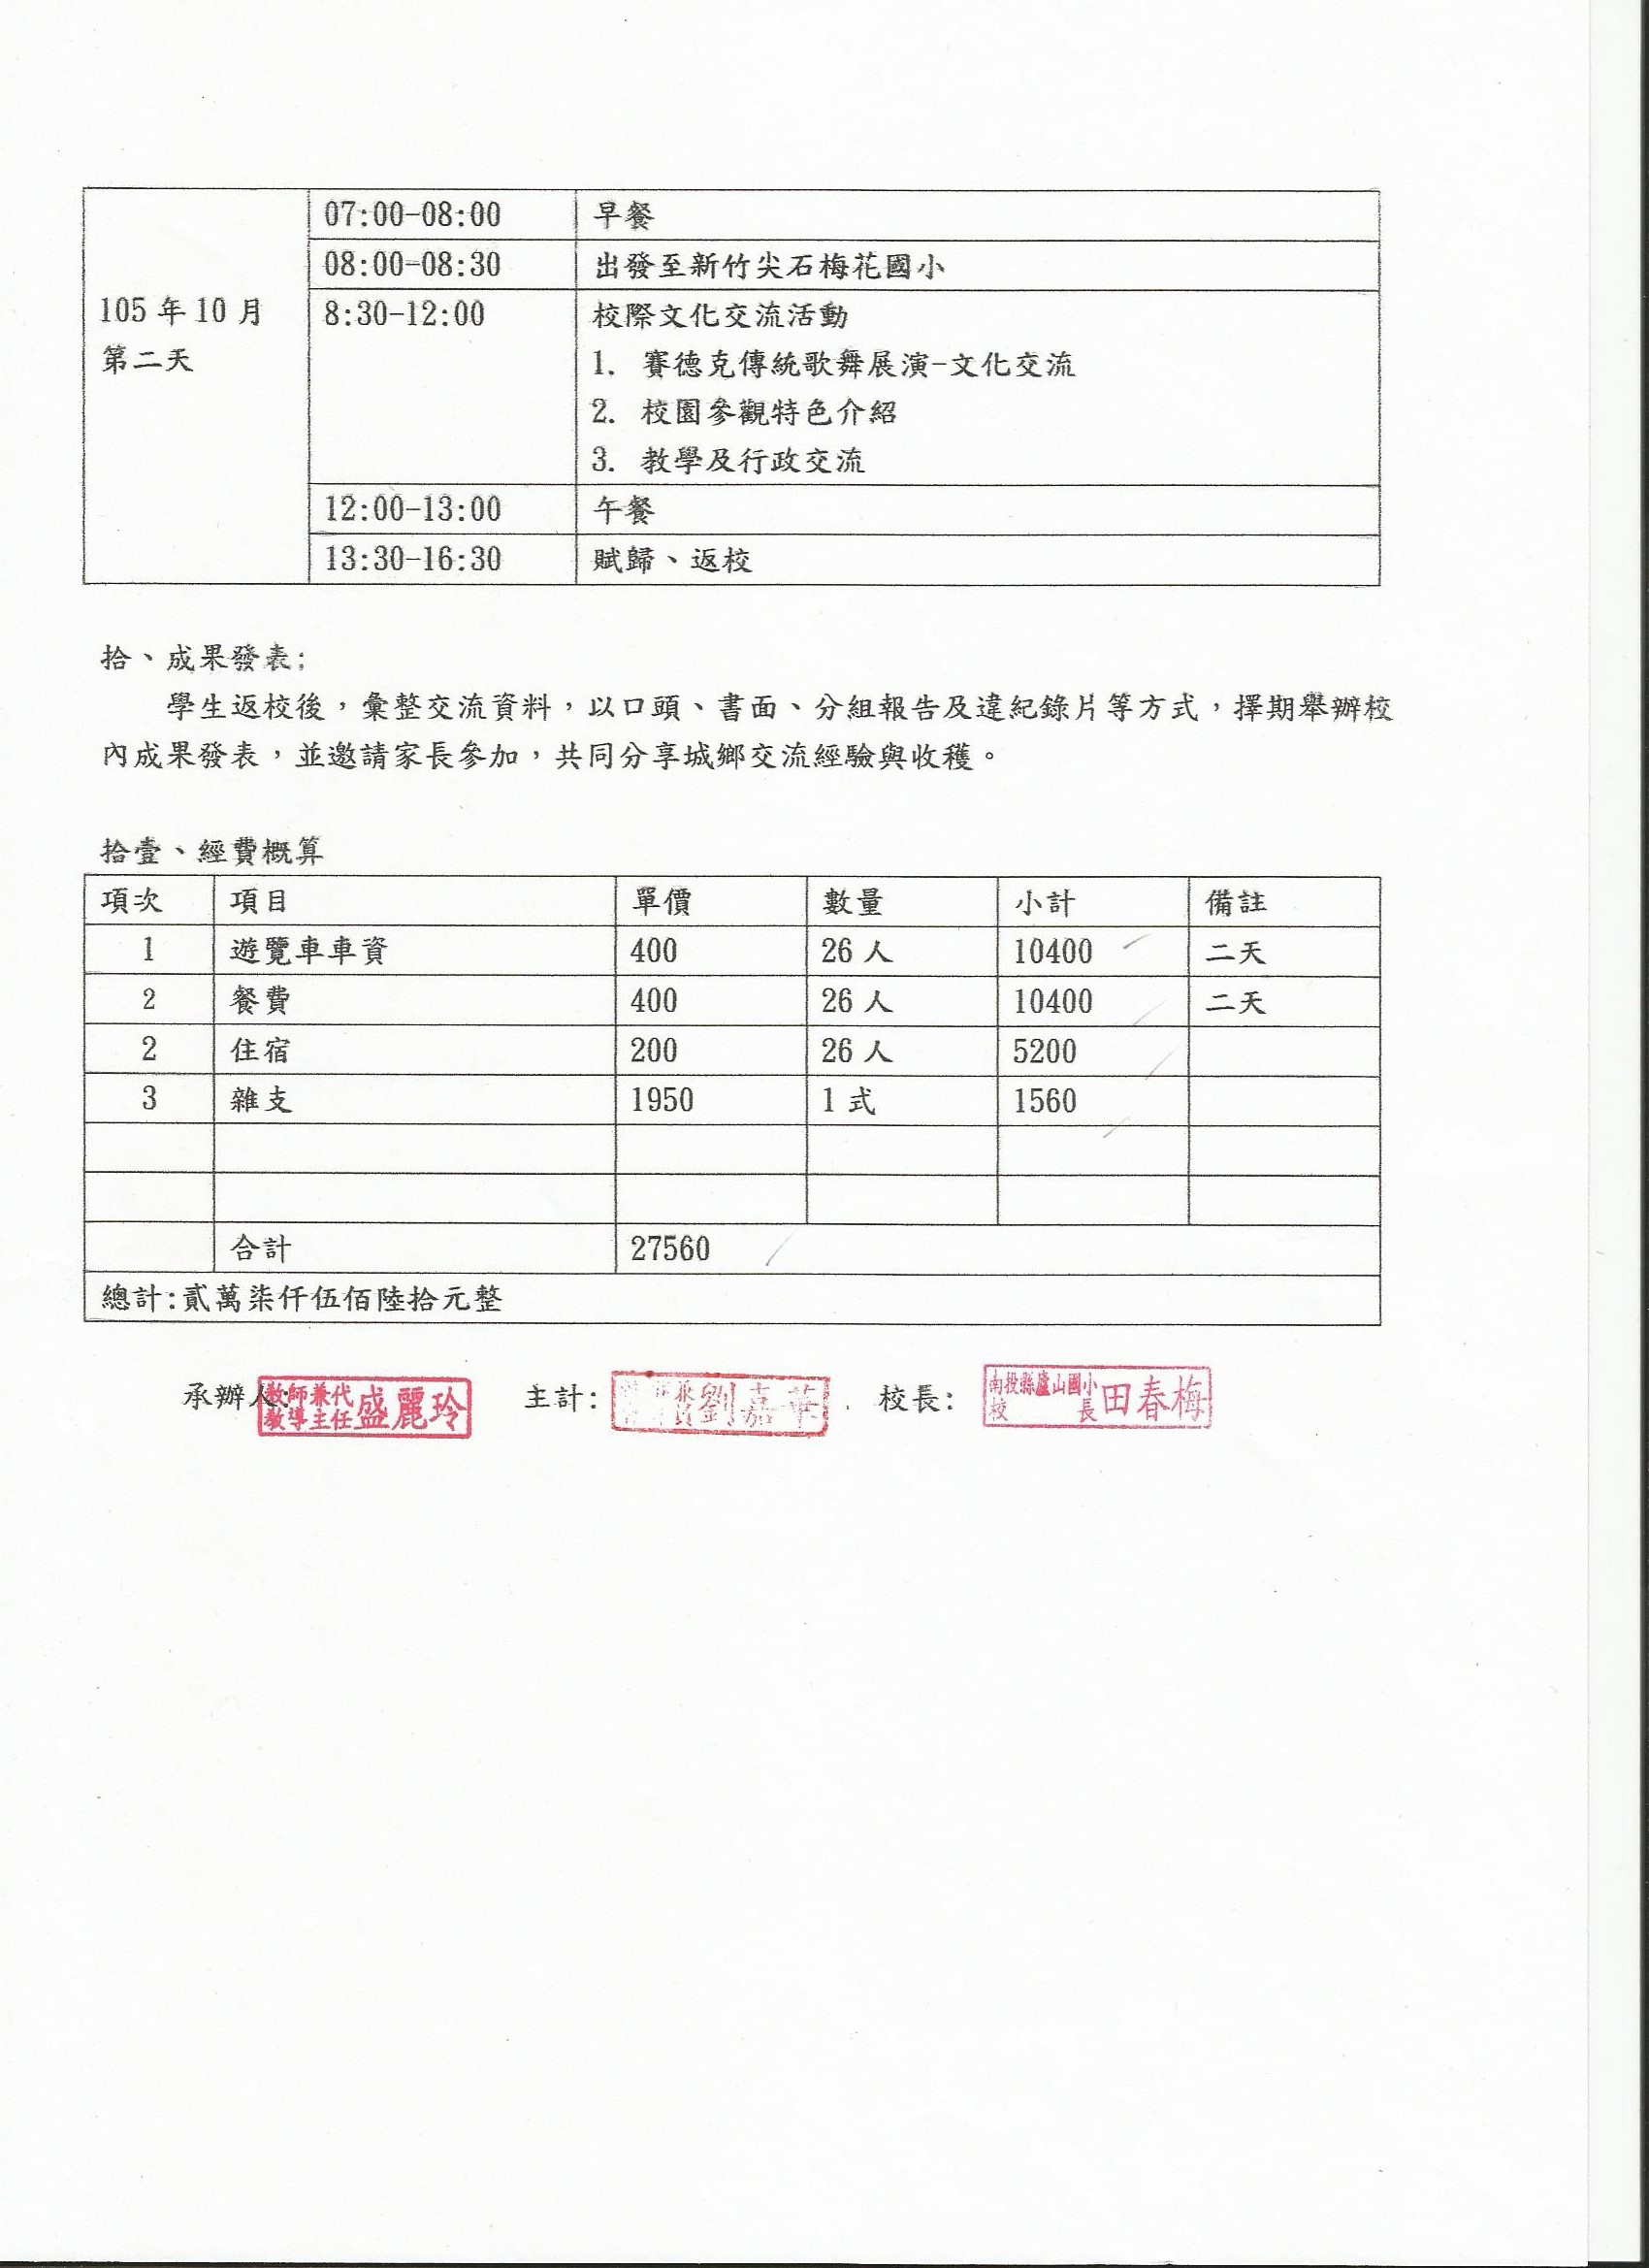 07:00-08:00 早餐
08:00-08:30 出發至新竹尖石梅花國小
105 年 10 月 8:30-12:00 校際文化交流活動
第二天 1. 賽德克傳統歌舞展演-文化交流
2. 校園參觀特色介紹
3. 教學及行政交流
12:00-13:00 午餐
13:30-16:30 賦歸、返校
拾、成果發表;
學生返校後，彙整交流資料，以口頭、書面、分組報告及違紀錄片等方式，擇期舉辦校
內成果發表，並邀請家長參加，共同分享城鄉交流經驗與收穫。
拾壹、經費概算
項次 項目 單價 數量 小計 備註
1 遊覽車車資 400 26 人 10400 二天
2 餐費 400 26 人 10400 二天
2 住宿 200 26 人 5200
3 雜支 1950 1 式 1560
合計 27560
總計:貳萬柒仟伍佰陸拾元整
承辦人: 教師兼代教導主任 盛麗玲 主計: 劉嘉華 校長: 南投縣廬山國小校長 田春梅